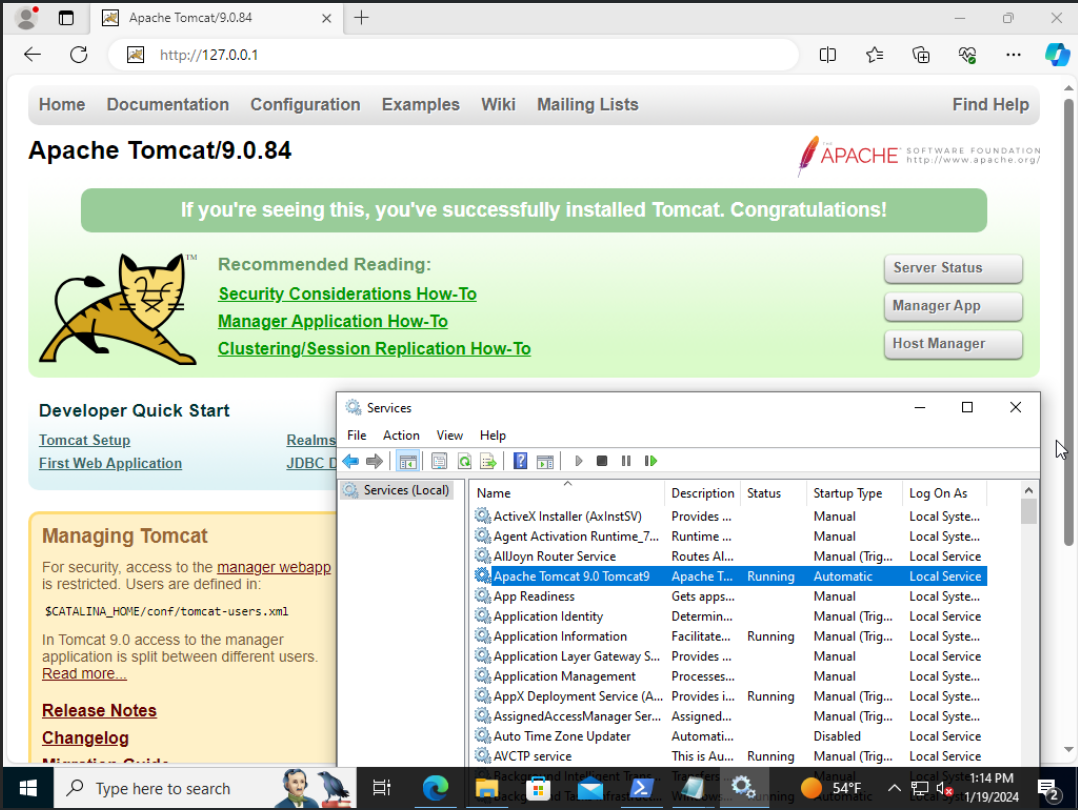 Apache Tomcat/9.0.84
http://127.0.0.1
Home Documentation Configuration Examples Wiki Mailing Lists Find Help
Apache Tomcat/9.0.84
THE APACHE SOFTWARE FOUNDATION
http://www.apache.org/
If you're seeing this, you've successfully installed Tomcat. Congratulations!
TM
Recommended Reading:
Security Considerations How-To
Manager Application How-To
Clustering/Session Replication How-To
Server Status
Manager App
Host Manager
Developer Quick Start
Tomcat Setup
First Web Application
Realms
JDBC D
Managing Tomcat
For security, access to the manager webapp
is restricted. Users are defined in:
$CATALINA_HOME/conf/tomcat-users.xml
In Tomcat 9.0 access to the manager
application is split between different users.
Read more...
Release Notes
Changelog
Migration Guide
Services
File Action View Help
Services (Local)
Name Description Status Startup Type Log On As
ActiveX Installer (AxInstSV) Provides ... Manual Local Syste...
Agent Activation Runtime_7... Runtime ... Manual Local Syste...
AllJoyn Router Service Routes Al... Manual (Trig... Local Service
Apache Tomcat 9.0 Tomcat9 Apache T... Running Automatic Local Service
App Readiness Gets apps... Manual Local Syste...
Application Identity Determin... Manual (Trig... Local Service
Application Information Facilitate... Running Manual (Trig... Local Syste...
Application Layer Gateway S... Provides ... Manual Local Service
Application Management Processes... Manual Local Syste...
AppX Deployment Service (A... Provides i... Running Manual (Trig... Local Syste...
AssignedAccessManager Ser... Assigned... Manual (Trig... Local Syste...
Auto Time Zone Updater Automati... Disabled Local Service
AVCTP service This is Au... Running Manual (Trig... Local Service
Background Intelligent Trans... Transfers Manual Local Syste...
Type here to search
54°F
1:14 PM
1/19/2024
2